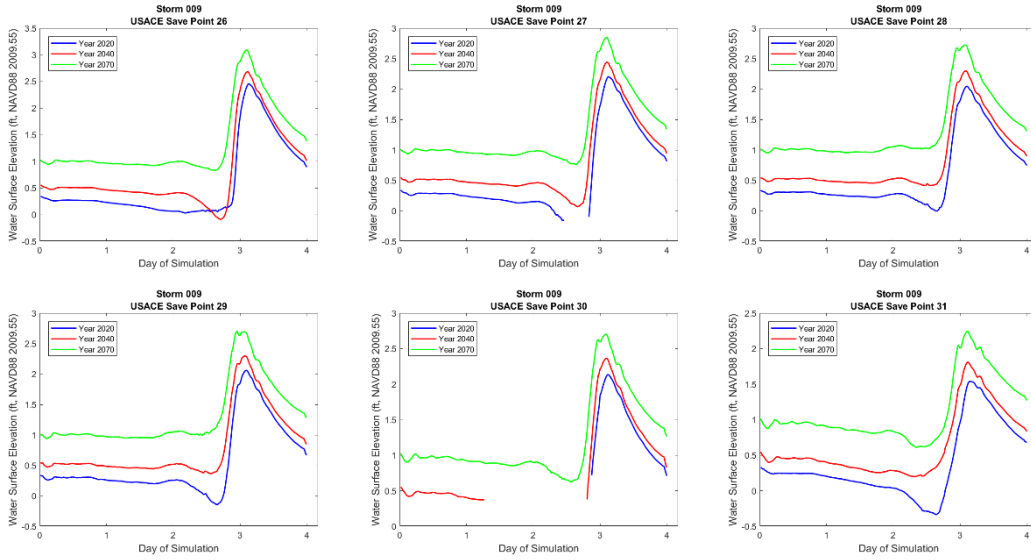 Storm 009
USACE Save Point 26
Water Surface Elevation (ft, NAVD88 2009.55)
3.5
3
2.5
2
1.5
1
0.5
0
-0.5
Year 2020
Year 2040
Year 2070
0
1
2
3
4
Day of Simulation
Storm 009
USACE Save Point 27
Water Surface Elevation (ft, NAVD88 2009.55)
3
2.5
2
1.5
1
0.5
0
-0.5
Year 2020
Year 2040
Year 2070
0
1
2
3
4
Day of Simulation
Storm 009
USACE Save Point 28
Water Surface Elevation (ft, NAVD88 2009.55)
3
2.5
2
1.5
1
0.5
0
-0.5
Year 2020
Year 2040
Year 2070
0
1
2
3
4
Day of Simulation
Storm 009
USACE Save Point 29
Water Surface Elevation (ft, NAVD88 2009.55)
3
2.5
2
1.5
1
0.5
0
-0.5
Year 2020
Year 2040
Year 2070
0
1
2
3
4
Day of Simulation
Storm 009
USACE Save Point 30
Water Surface Elevation (ft, NAVD88 2009.55)
3
2.5
2
1.5
1
0.5
0
Year 2020
Year 2040
Year 2070
0
1
2
3
4
Day of Simulation
Storm 009
USACE Save Point 31
Water Surface Elevation (ft, NAVD88 2009.55)
2.5
2
1.5
1
0.5
0
-0.5
Year 2020
Year 2040
Year 2070
0
1
2
3
4
Day of Simulation